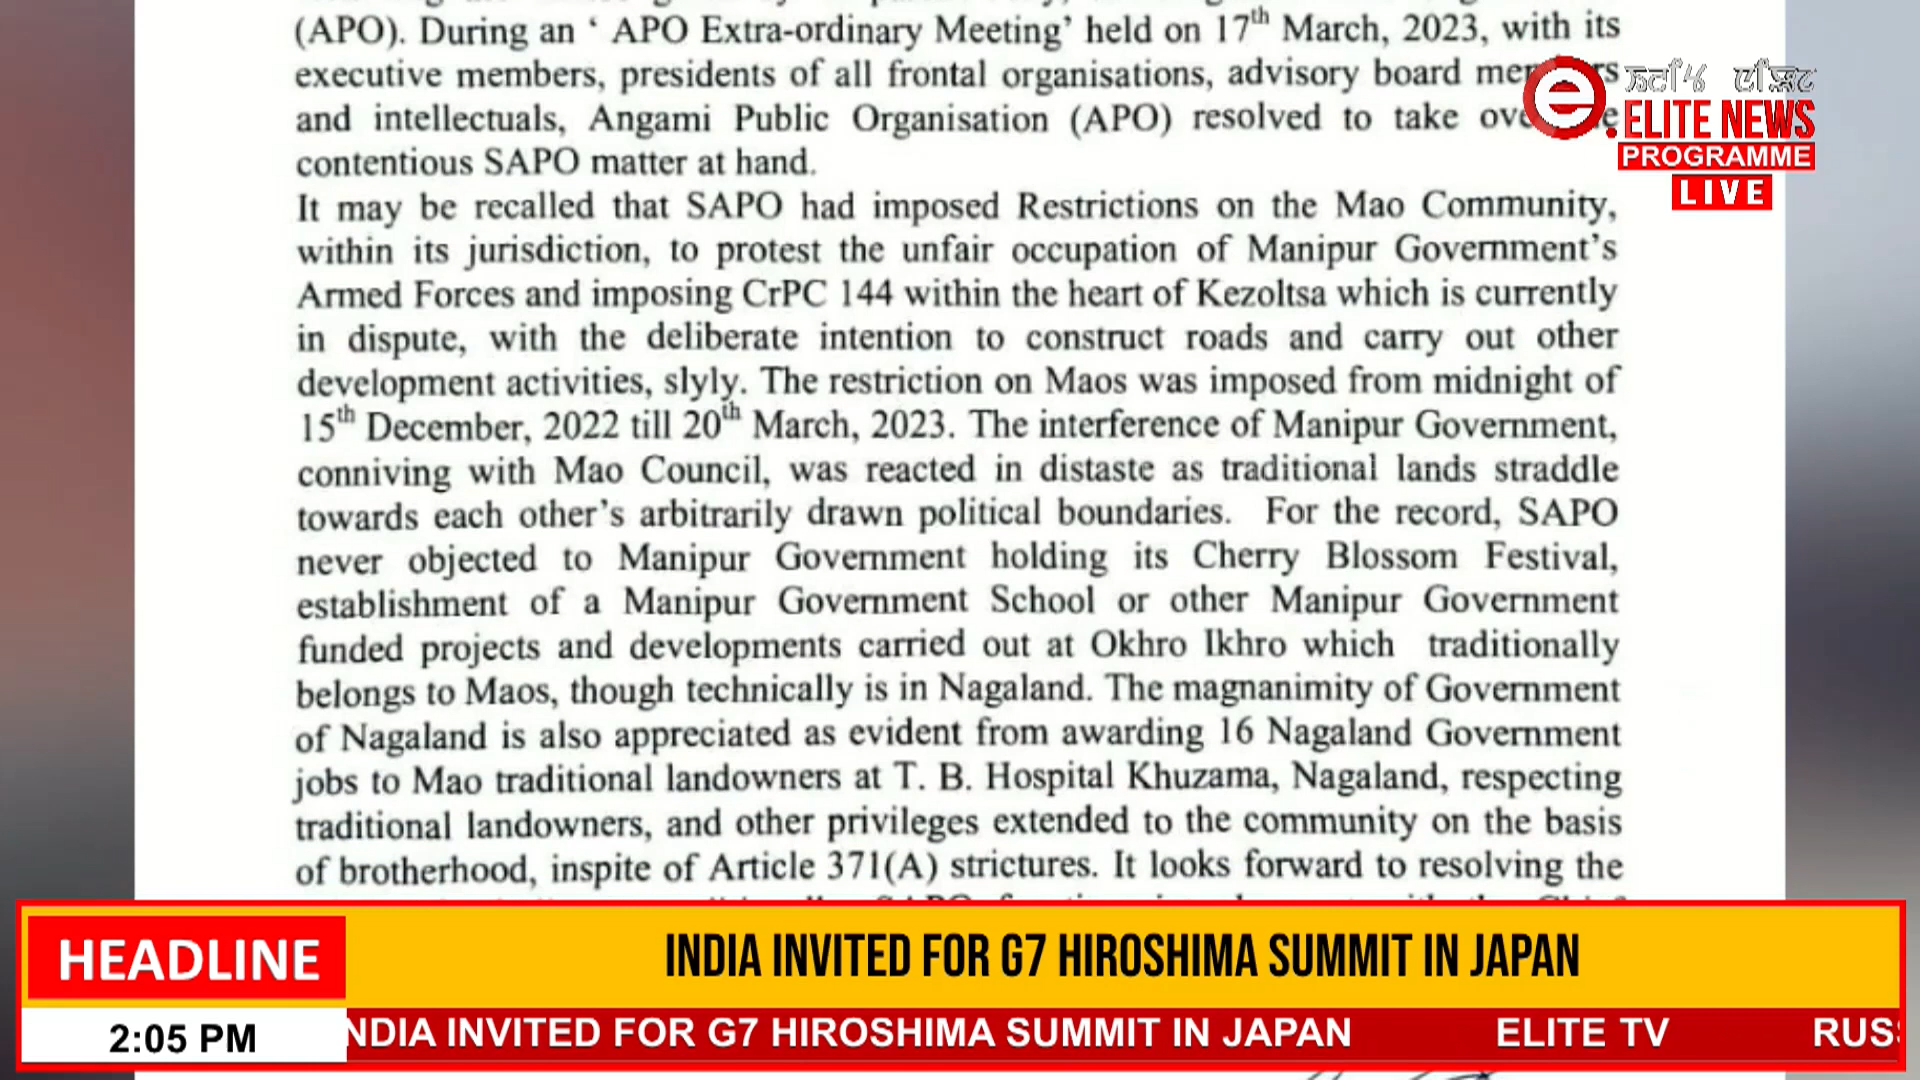 (APO). During an ‘ APO Extra-ordinary Meeting’ held on 17th March, 2023, with its
executive members, presidents of all frontal organisations, advisory board
and intellectuals, Angami Public Organisation (APO) resolved to take
contentious SAPO matter at hand.
It may be recalled that SAPO had imposed Restrictions on the Mao Community,
within its jurisdiction, to protest the unfair occupation of Manipur Government’s
Armed Forces and imposing CrPC 144 within the heart of Kezoltsa which is currently
in dispute, with the deliberate intention to construct roads and carry out other
development activities, slyly. The restriction on Maos was imposed from midnight of
15th December, 2022 till 20th March, 2023. The interference of Manipur Government,
conniving with Mao Council, was reacted in distaste as traditional lands straddle
towards each other’s arbitrarily drawn political boundaries. For the record, SAPO
never objected to Manipur Government holding its Cherry Blossom Festival,
establishment of a Manipur Government School or other Manipur Government
funded projects and developments carried out at Okhro Ikhro which traditionally
belongs to Maos, though technically is in Nagaland. The magnanimity of Government
of Nagaland is also appreciated as evident from awarding 16 Nagaland Government
jobs to Mao traditional landowners at T. B. Hospital Khuzama, Nagaland, respecting
traditional landowners, and other privileges extended to the community on the basis
of brotherhood, inspite of Article 371(A) strictures. It looks forward to resolving the
e.
ELITE NEWS
PROGRAMME
LIVE
HEADLINE
INDIA INVITED FOR G7 HIROSHIMA SUMMIT IN JAPAN
2:05 PM
NDIA INVITED FOR G7 HIROSHIMA SUMMIT IN JAPAN ELITE TV RUS